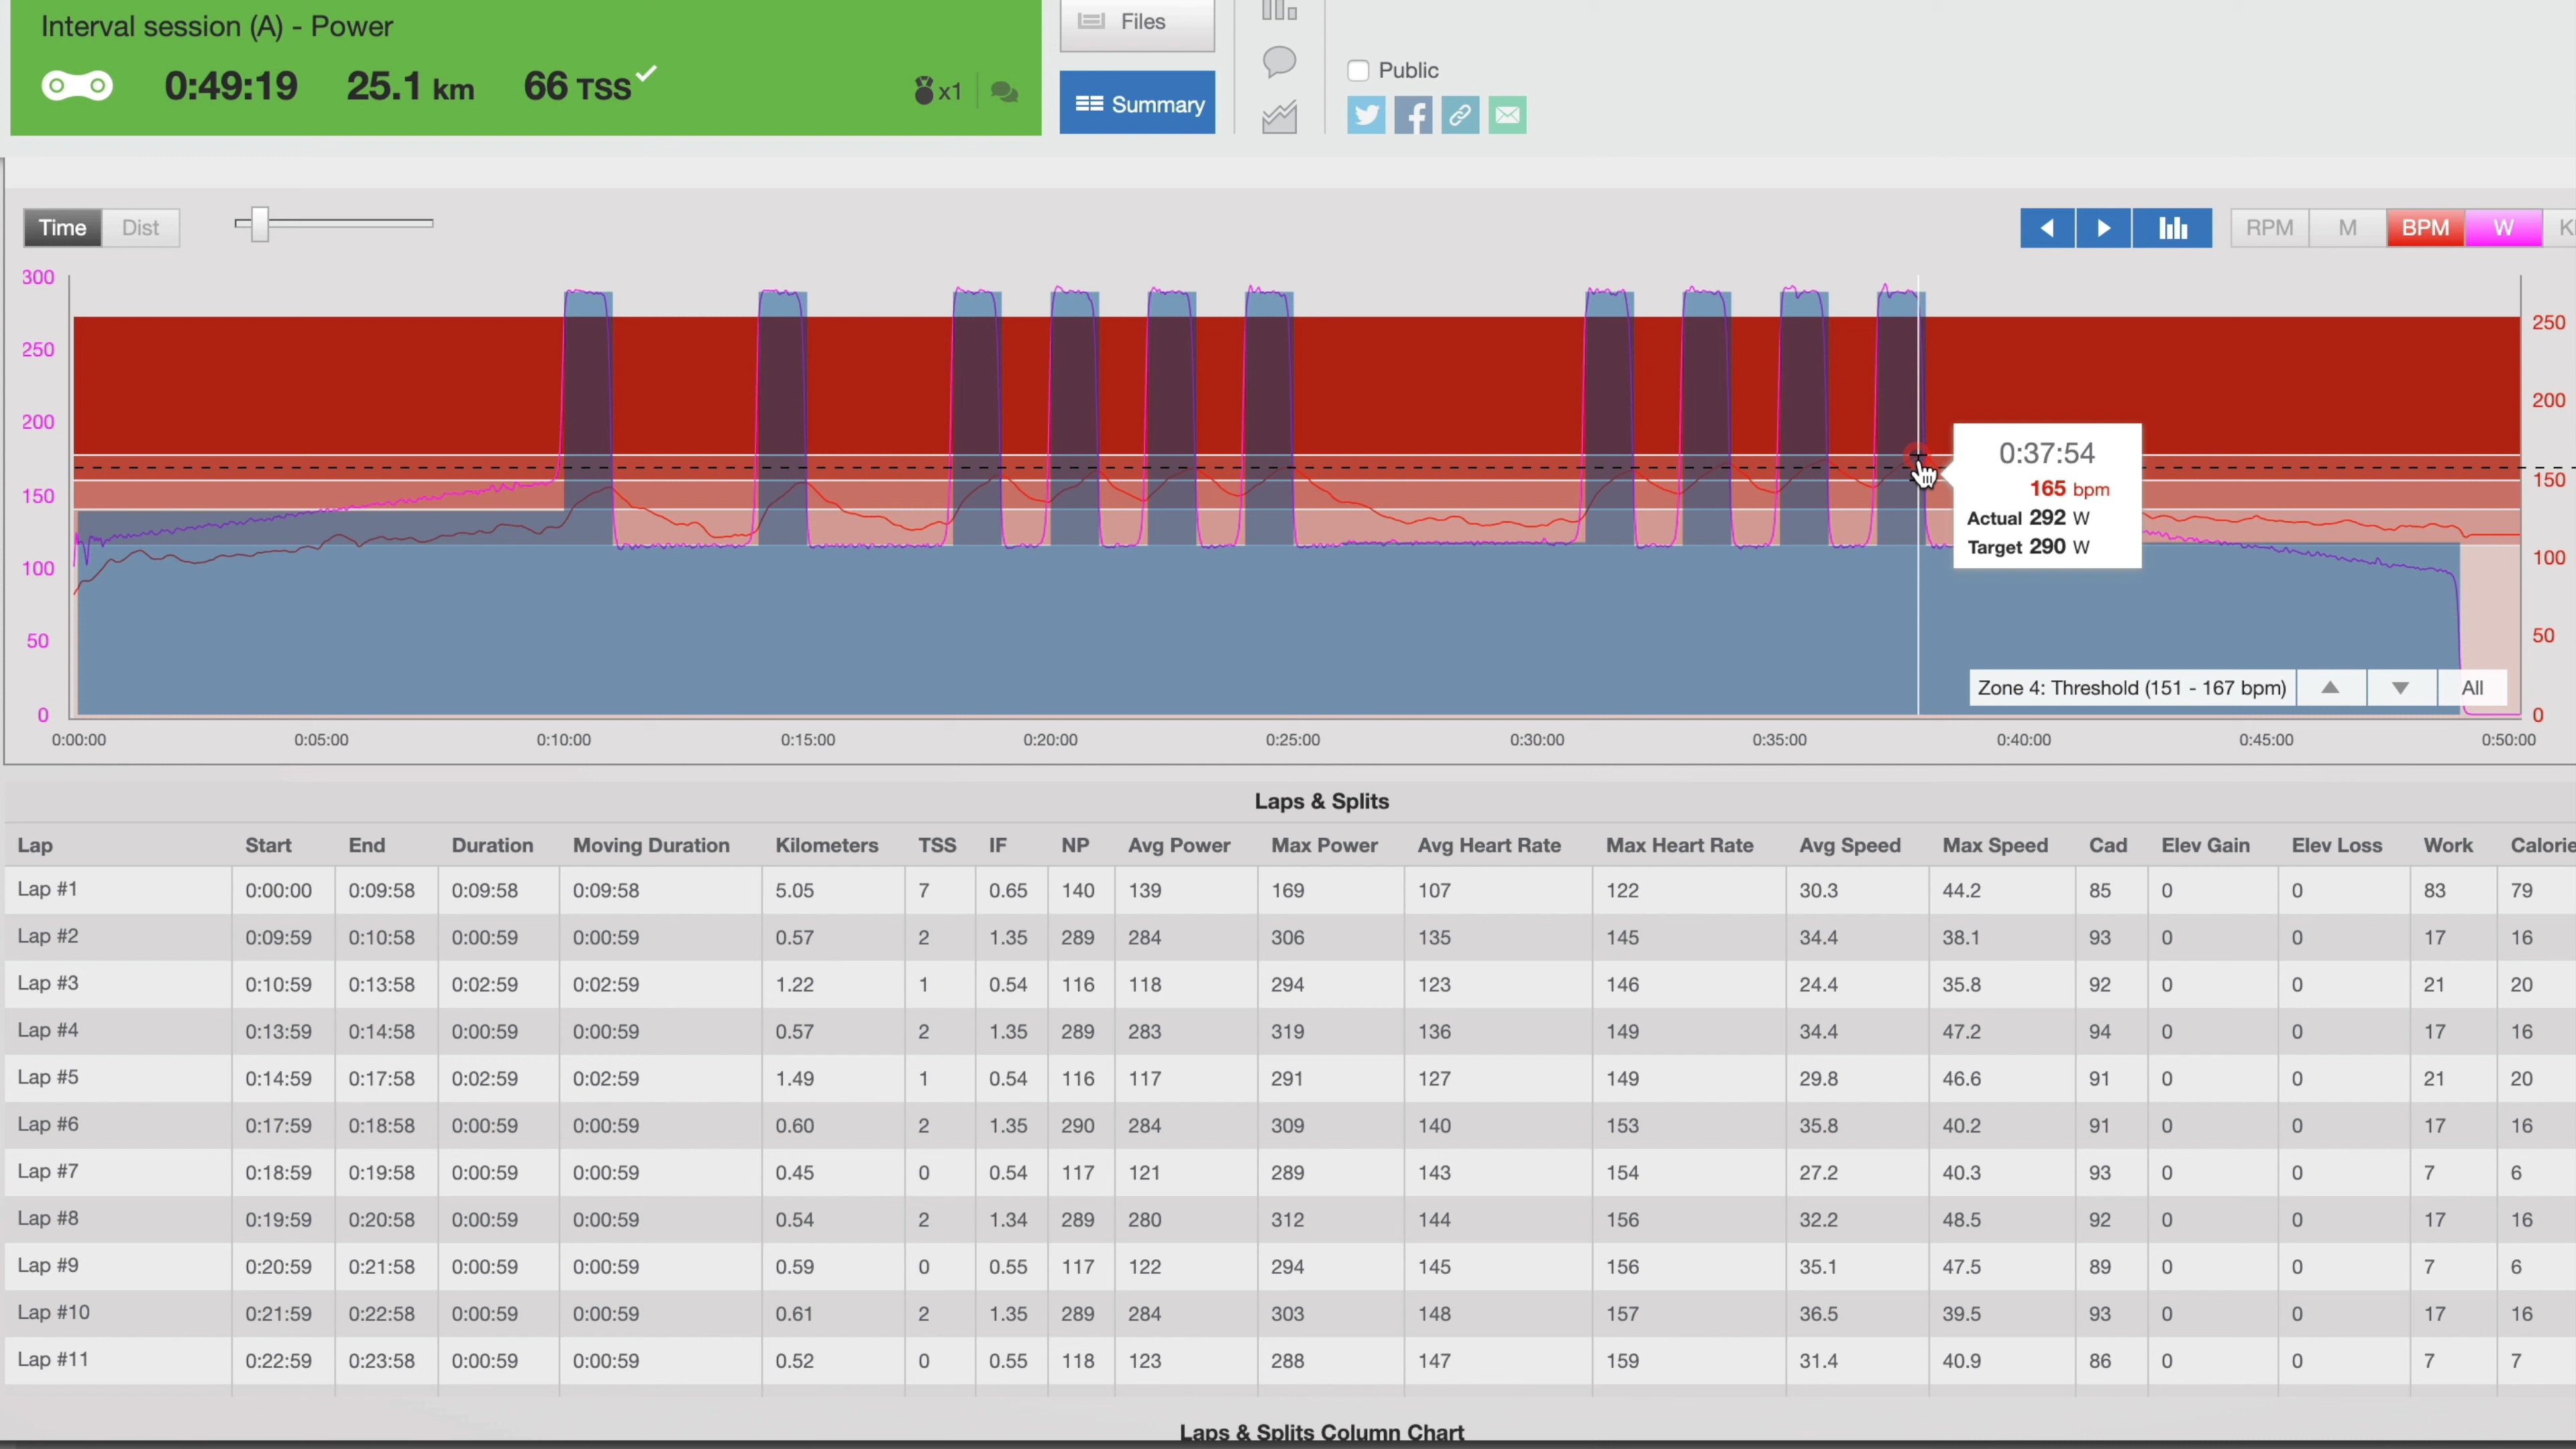 Interval session (A) - Power
0:49:19 25.1 km 66 TSS x1
Files
Summary
Public
Time Dist
RPM M BPM W
300
250
200
150
100
50
0
250
200
150
100
50
0
0:37:54
165 bpm
Actual 292 W
Target 290 W
Zone 4: Threshold (151 - 167 bpm) All
0:00:00 0:05:00 0:10:00 0:15:00 0:20:00 0:25:00 0:30:00 0:35:00 0:40:00 0:45:00 0:50:00
Laps & Splits
Lap Start End Duration Moving Duration Kilometers TSS IF NP Avg Power Max Power Avg Heart Rate Max Heart Rate Avg Speed Max Speed Cad Elev Gain Elev Loss Work Calorie
Lap #1 0:00:00 0:09:58 0:09:58 0:09:58 5.05 7 0.65 140 139 169 107 122 30.3 44.2 85 0 0 83 79
Lap #2 0:09:59 0:10:58 0:00:59 0:00:59 0.57 2 1.35 289 284 306 135 145 34.4 38.1 93 0 0 17 16
Lap #3 0:10:59 0:13:58 0:02:59 0:02:59 1.22 1 0.54 116 118 294 123 146 24.4 35.8 92 0 0 21 20
Lap #4 0:13:59 0:14:58 0:00:59 0:00:59 0.57 2 1.35 289 283 319 136 149 34.4 47.2 94 0 0 17 16
Lap #5 0:14:59 0:17:58 0:02:59 0:02:59 1.49 1 0.54 116 117 291 127 149 29.8 46.6 91 0 0 21 20
Lap #6 0:17:59 0:18:58 0:00:59 0:00:59 0.60 2 1.35 290 284 309 140 153 35.8 40.2 91 0 0 17 16
Lap #7 0:18:59 0:19:58 0:00:59 0:00:59 0.45 0 0.54 117 121 289 143 154 27.2 40.3 93 0 0 7 6
Lap #8 0:19:59 0:20:58 0:00:59 0:00:59 0.54 2 1.34 289 280 312 144 156 32.2 48.5 92 0 0 17 16
Lap #9 0:20:59 0:21:58 0:00:59 0:00:59 0.59 0 0.55 117 122 294 145 156 35.1 47.5 89 0 0 7 6
Lap #10 0:21:59 0:22:58 0:00:59 0:00:59 0.61 2 1.35 289 284 303 148 157 36.5 39.5 93 0 0 17 16
Lap #11 0:22:59 0:23:58 0:00:59 0:00:59 0.52 0 0.55 118 123 288 147 159 31.4 40.9 86 0 0 7 7
Laps & Splits Column Chart